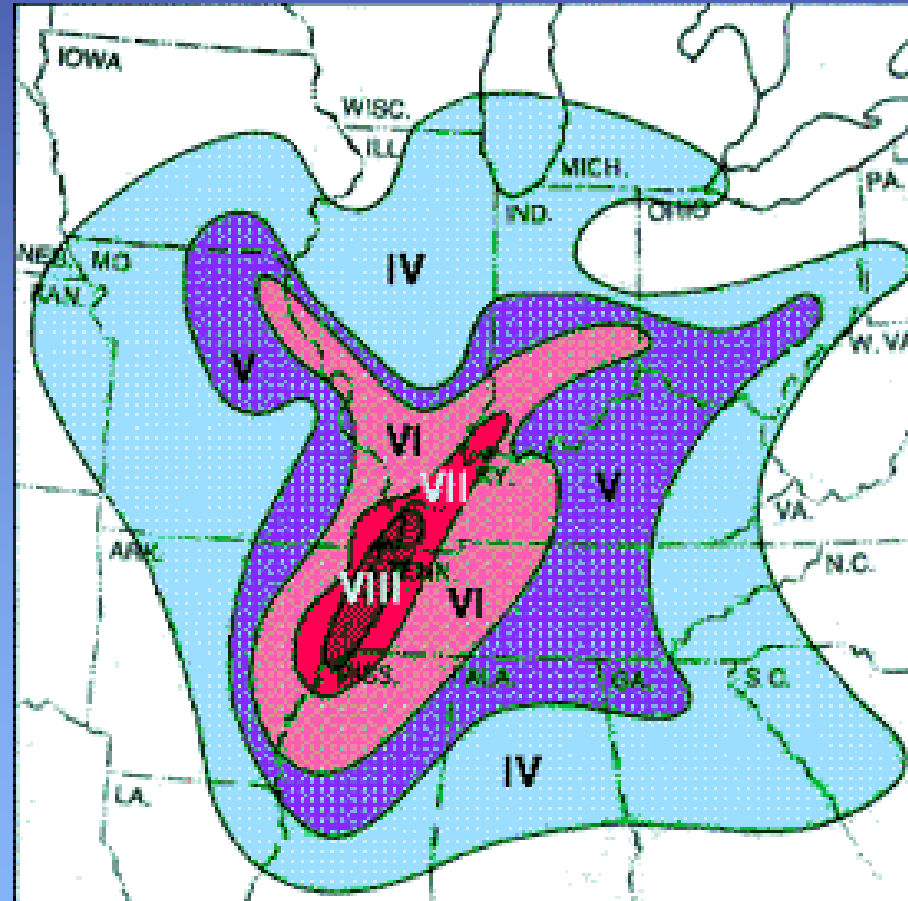 IOWA
WISC.
ILL.
MICH.
PA.
IND.
OHIO
NEB.
MO
IV
KAN.
W. VA
V
VI
VII
KY.
V
VA.
ARK.
N.C.
VIII
TENN
VI
MISS.
ALA.
GA.
S.C.
IV
LA.